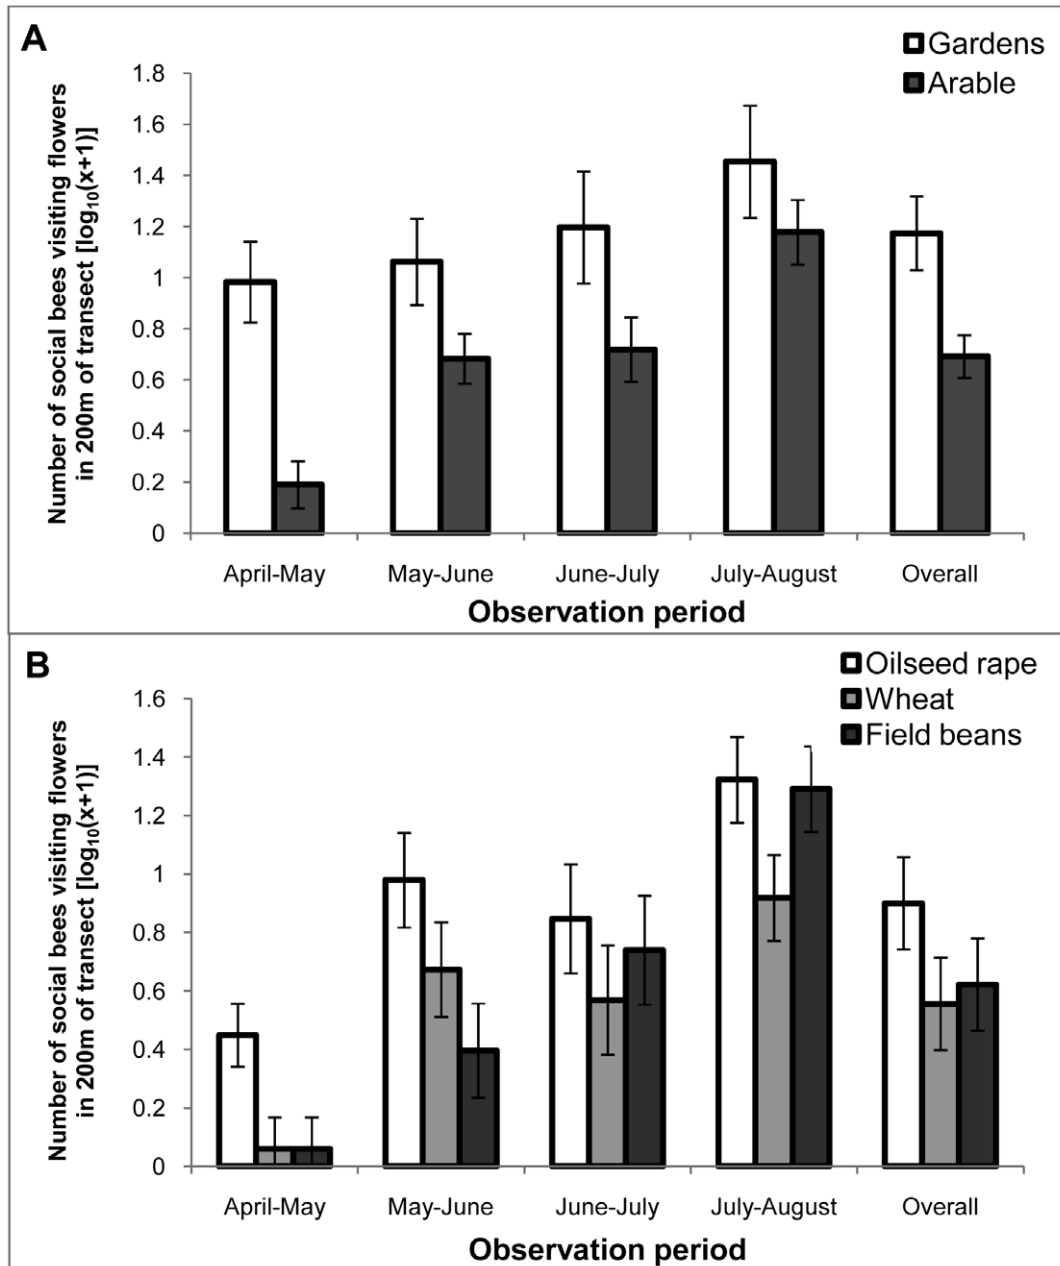 A
Gardens
Arable
Number of social bees visiting flowers
in 200m of transect [log₁₀(x+1)]
1.8
1.6
1.4
1.2
1
0.8
0.6
0.4
0.2
0
April-May May-June June-July July-August Overall
Observation period
B
Oilseed rape
Wheat
Field beans
Number of social bees visiting flowers
in 200m of transect [log₁₀(x+1)]
1.6
1.4
1.2
1
0.8
0.6
0.4
0.2
0
April-May May-June June-July July-August Overall
Observation period